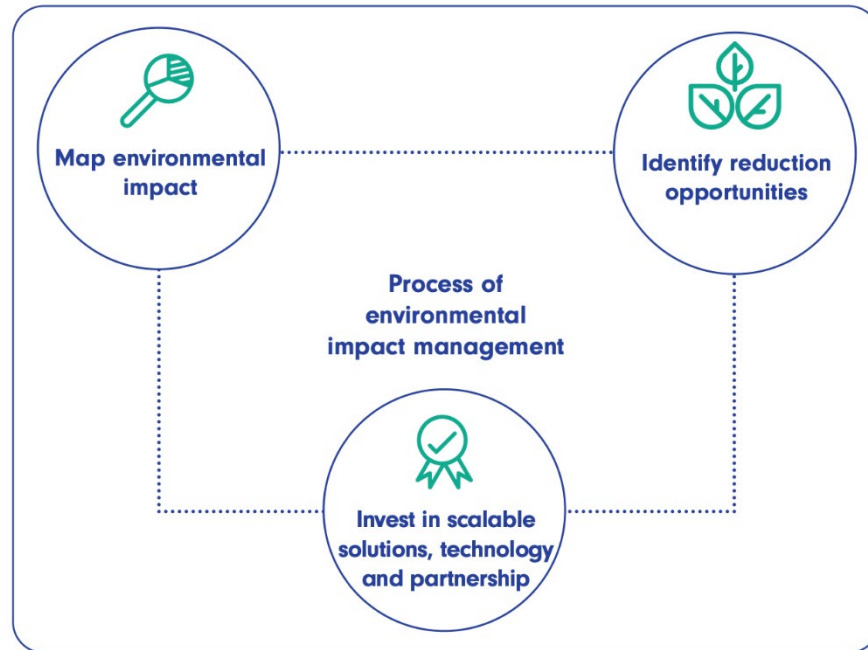 Map environmental
impact
Identify reduction
opportunities
Process of
environmental
impact management
Invest in scalable
solutions, technology
and partnership